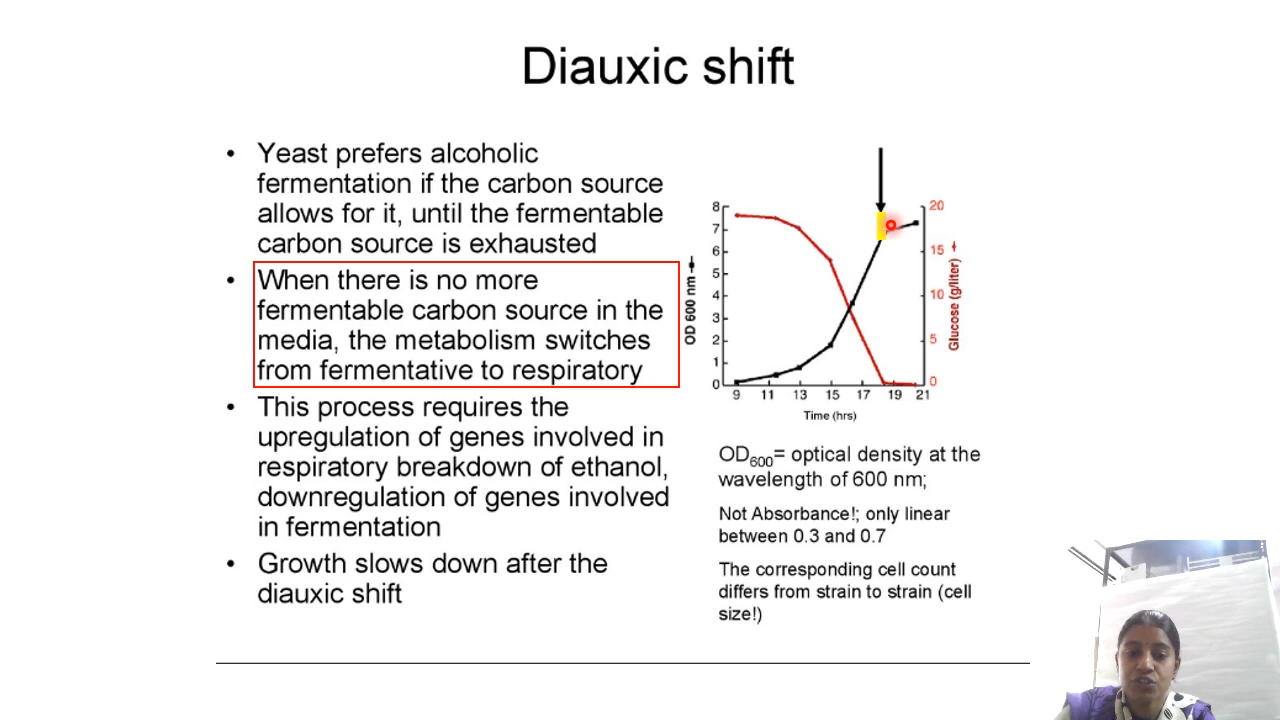 Diauxic shift
• Yeast prefers alcoholic
fermentation if the carbon source
allows for it, until the fermentable
carbon source is exhausted
• When there is no more
fermentable carbon source in the
media, the metabolism switches
from fermentative to respiratory
• This process requires the
upregulation of genes involved in
respiratory breakdown of ethanol,
downregulation of genes involved
in fermentation
• Growth slows down after the
diauxic shift
OD 600 nm
8
7
6
5
4
3
2
1
0
20
15
10
5
0
Glucose (g/liter)
9 11 13 15 17 19 21
Time (hrs)
OD600= optical density at the
wavelength of 600 nm;
Not Absorbance!; only linear
between 0.3 and 0.7
The corresponding cell count
differs from strain to strain (cell
size!)